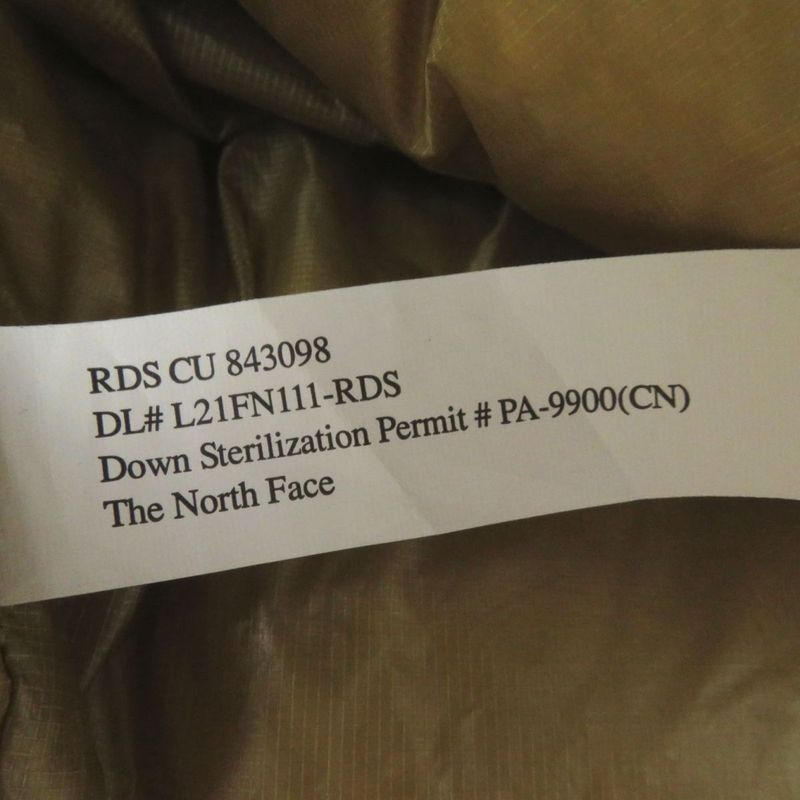 RDS CU 843098
DL# L21FN111-RDS
Down Sterilization Permit # PA-9900(CN)
The North Face